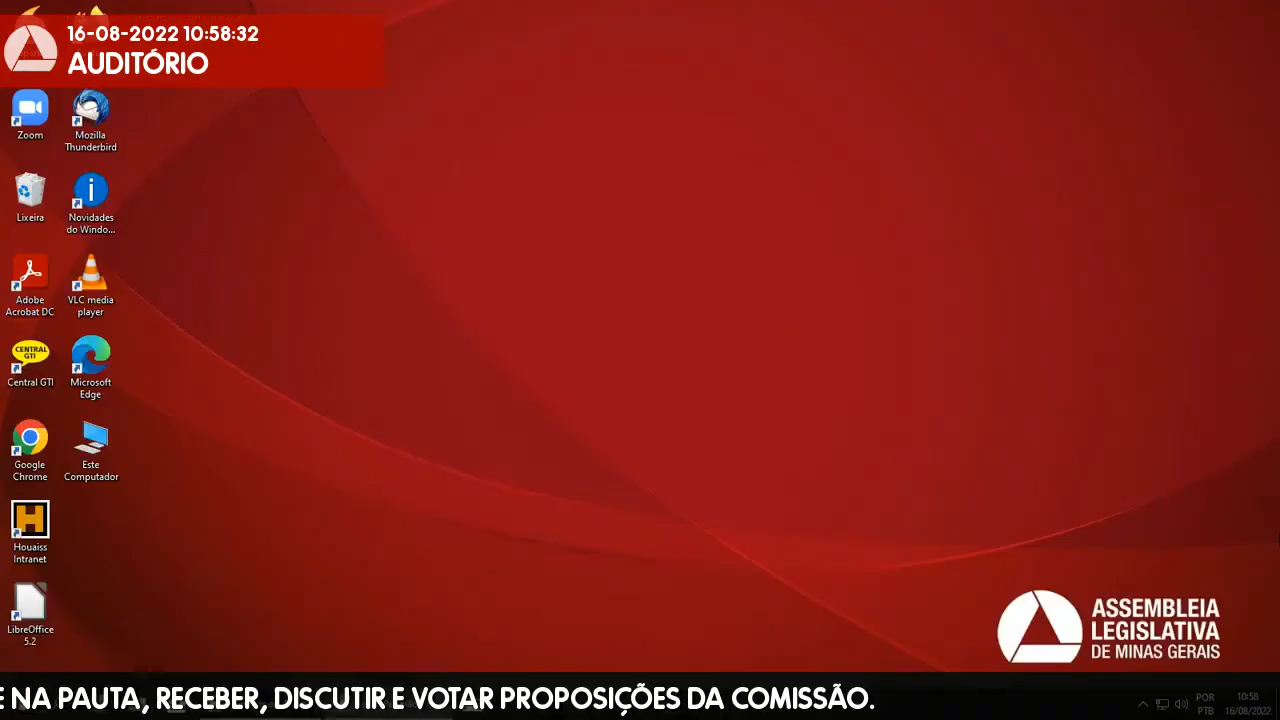 16-08-2022 10:58:32
AUDITÓRIO
Zoom
Mozilla
Thunderbird
Lixeira
Novidades
do Windo...
Adobe
Acrobat DC
VLC media
player
CENTRAL
GTI
Central GTI
Microsoft
Edge
Google
Chrome
Este
Computador
H
Houaiss
Intranet
LibreOffice
5.2
ASSEMBLEIA
LEGISLATIVA
DE MINAS GERAIS
E NA PAUTA, RECEBER, DISCUTIR E VOTAR PROPOSIÇÕES DA COMISSÃO.
POR
PTB
10:58
16/08/2022